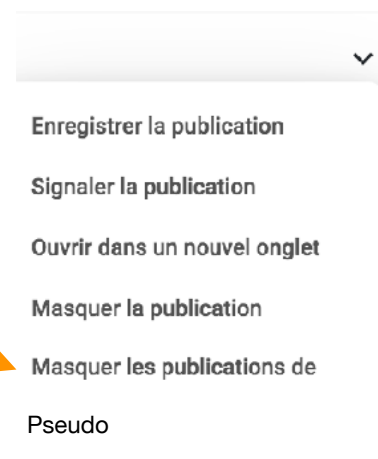 Enregistrer la publication
Signaler la publication
Ouvrir dans un nouvel onglet
Masquer la publication
Masquer les publications de
Pseudo